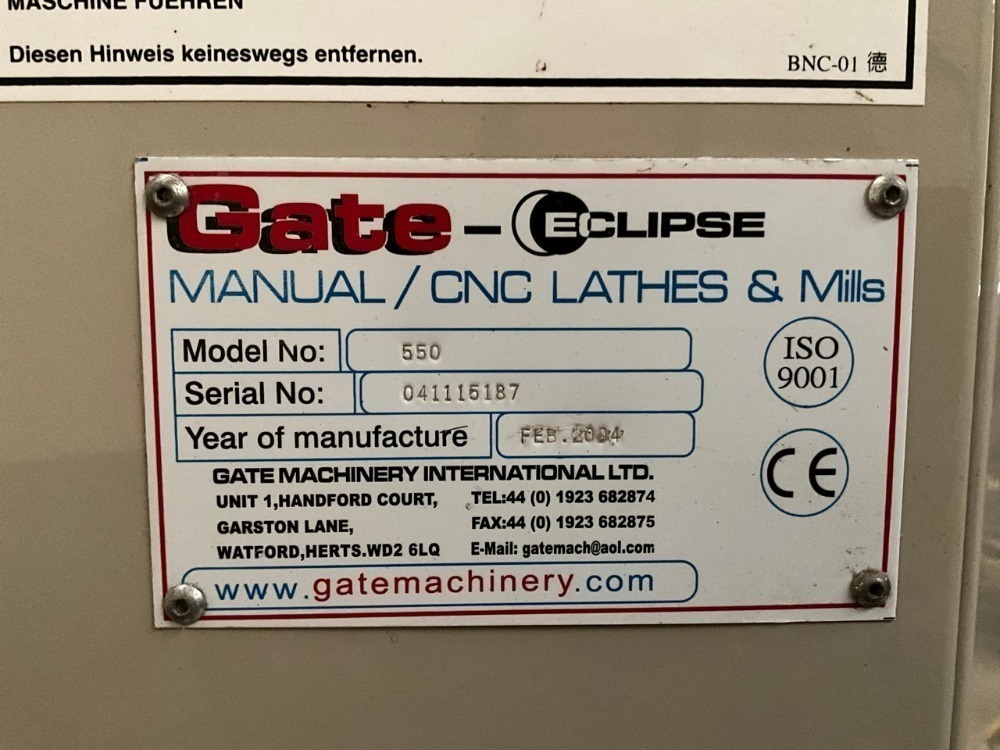 MASCHINE FUEHREN
Diesen Hinweis keineswegs entfernen.
BNC-01 德
Gate - ECLIPSE
MANUAL / CNC LATHES & Mills
Model No: 550
Serial No: 041115187
Year of manufacture FEB.2004
ISO
9001
CE
GATE MACHINERY INTERNATIONAL LTD.
UNIT 1,HANDFORD COURT, TEL:44 (0) 1923 682874
GARSTON LANE, FAX:44 (0) 1923 682875
WATFORD,HERTS.WD2 6LQ E-Mail: gatemach@aol.com
www.gatemachinery.com